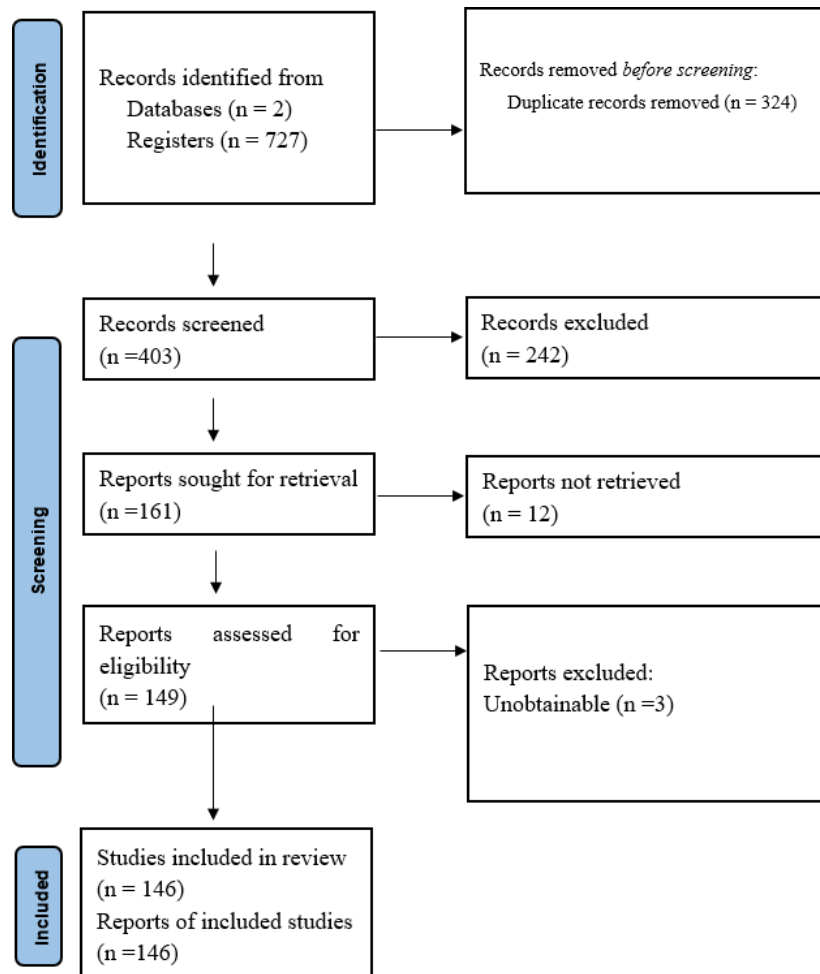 Identification
Records identified from
Databases (n = 2)
Registers (n = 727)
Records removed before screening:
Duplicate records removed (n = 324)
Screening
Records screened
(n =403)
Records excluded
(n = 242)
Reports sought for retrieval
(n =161)
Reports not retrieved
(n = 12)
Reports assessed for
eligibility
(n = 149)
Reports excluded:
Unobtainable (n =3)
Included
Studies included in review
(n = 146)
Reports of included studies
(n =146)